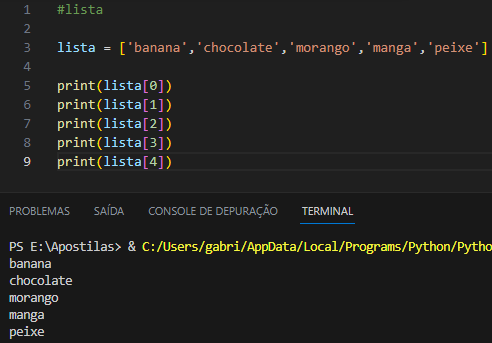 1 #lista
2
3 lista = ['banana','chocolate','morango','manga','peixe']
4
5 print(lista[0])
6 print(lista[1])
7 print(lista[2])
8 print(lista[3])
9 print(lista[4])
PROBLEMAS SAÍDA CONSOLE DE DEPURAÇÃO TERMINAL
PS E:\Apostilas> & C:/Users/gabri/AppData/Local/Programs/Python/Pytho
banana
chocolate
morango
manga
peixe